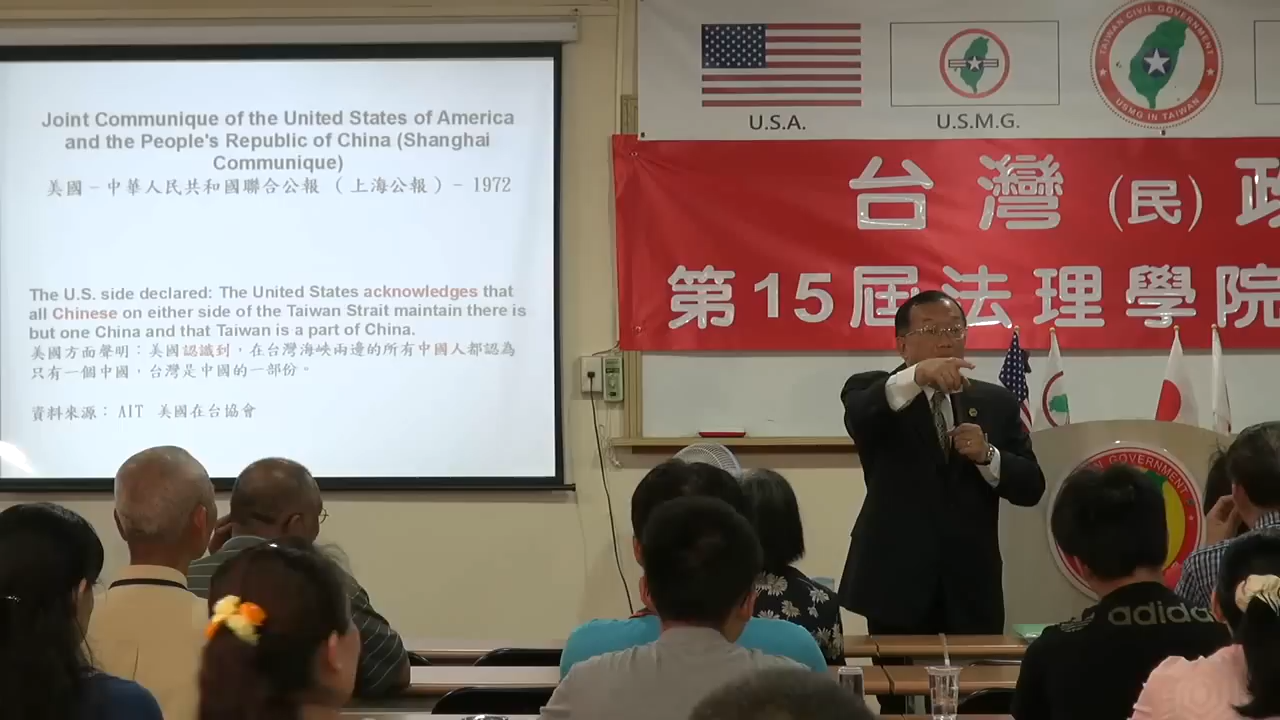 Joint Communique of the United States of America
and the People's Republic of China (Shanghai
Communique)
美國－中華人民共和國聯合公報 （上海公報）－ 1972
The U.S. side declared: The United States acknowledges that
all Chinese on either side of the Taiwan Strait maintain there is
but one China and that Taiwan is a part of China.
美國方面聲明：美國認識到，在台灣海峽兩邊的所有中國人都認為
只有一個中國，台灣是中國的一部份。
資料來源： AIT 美國在台協會
U.S.A.
U.S.M.G.
TAIWAN CIVIL GOVERNMENT
USMG IN TAIWAN
台灣(民)政
第15屆法理學院
GOVERNMENT
adidas